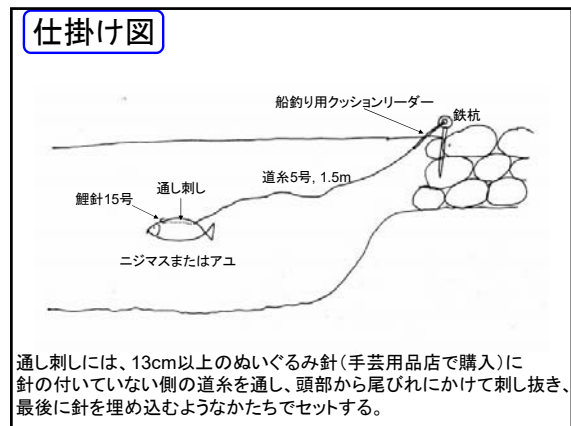 仕掛け図
船釣り用クッションリーダー
鉄杭
道糸5号, 1.5m
通し刺し
鯉針15号
ニジマスまたはアユ
通し刺しには、13cm以上のぬいぐるみ針（手芸用品店で購入）に
針の付いていない側の道糸を通し、頭部から尾びれにかけて刺し抜き、
最後に針を埋め込むようなかたちでセットする。